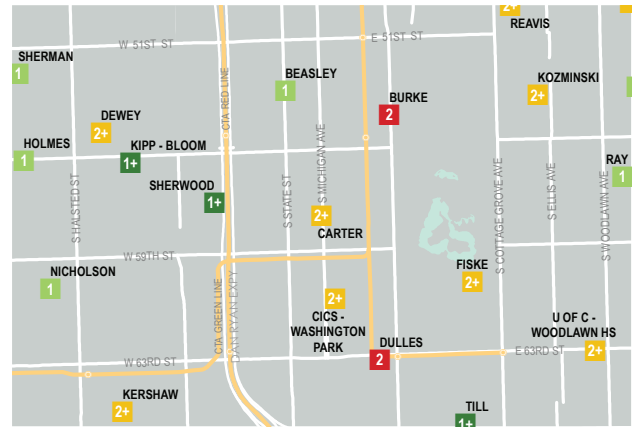 REAVIS
W 51ST ST
E 51ST ST
SHERMAN
1
BEASLEY
1
KOZMINSKI
2+
BURKE
2
DEWEY
2+
CTA RED LINE
HOLMES
1
KIPP - BLOOM
1+
RAY
1
SHERWOOD
1+
S HALSTED ST
S STATE ST
S MICHIGAN AVE
2+
CARTER
S COTTAGE GROVE AVE
S ELLIS AVE
S WOODLAWN AVE
W 59TH ST
NICHOLSON
1
FISKE
2+
CTA GREEN LINE
DAN RYAN EXPY
2+
CICS -
WASHINGTON
PARK
U OF C -
WOODLAWN HS
2+
DULLES
2
W 63RD ST
E 63RD ST
KERSHAW
2+
TILL
1+